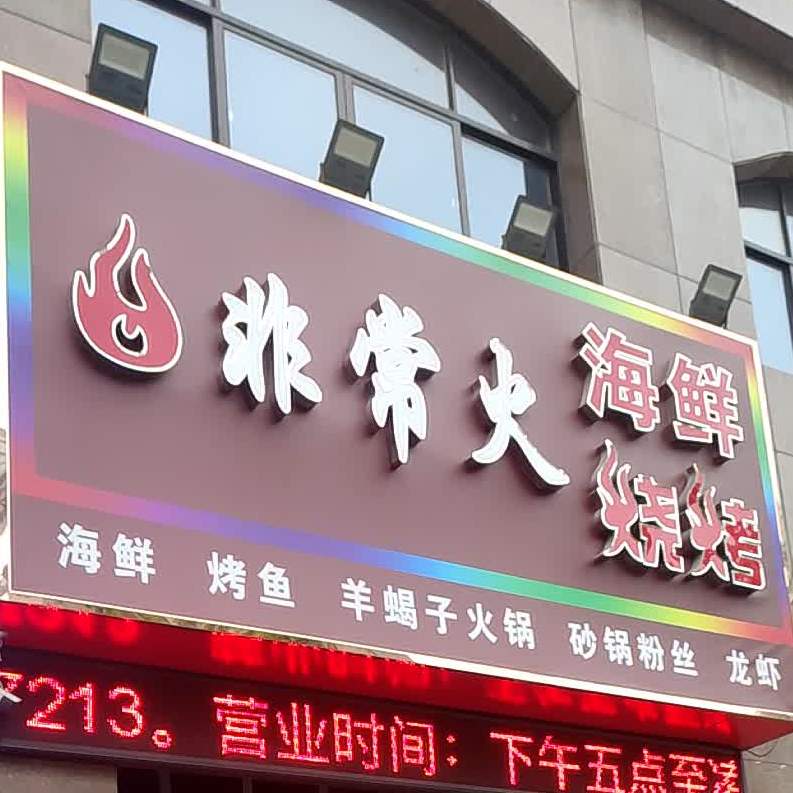 非常火
海鲜
烧烤
海鲜 烤鱼 羊蝎子火锅 砂锅粉丝 龙虾
213。营业时间：下午五点至凌